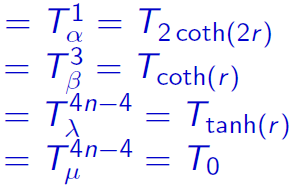 = T^1_α = T_{2 coth(2r)}
= T^3_β = T_{coth(r)}
= T^{4n−4}_λ = T_{tanh(r)}
= T^{4n−4}_μ = T_0